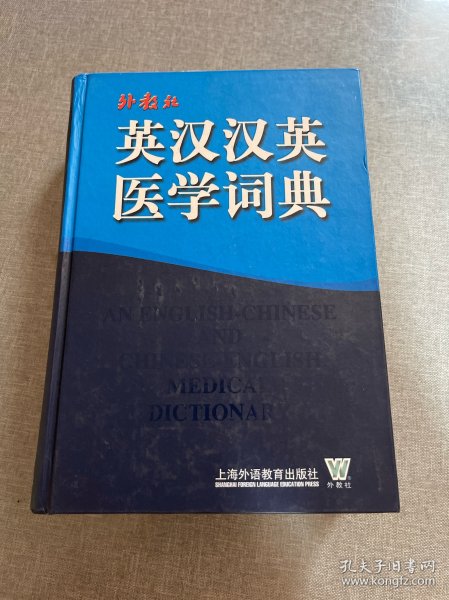 外教社
英汉汉英
医学词典
AN ENGLISH-CHINESE
AND
CHINESE-ENGLISH
MEDICAL
DICTIONARY
上海外语教育出版社
SHANGHAI FOREIGN LANGUAGE EDUCATION PRESS
W
外教社
孔夫子旧书网
www.kongfz.com